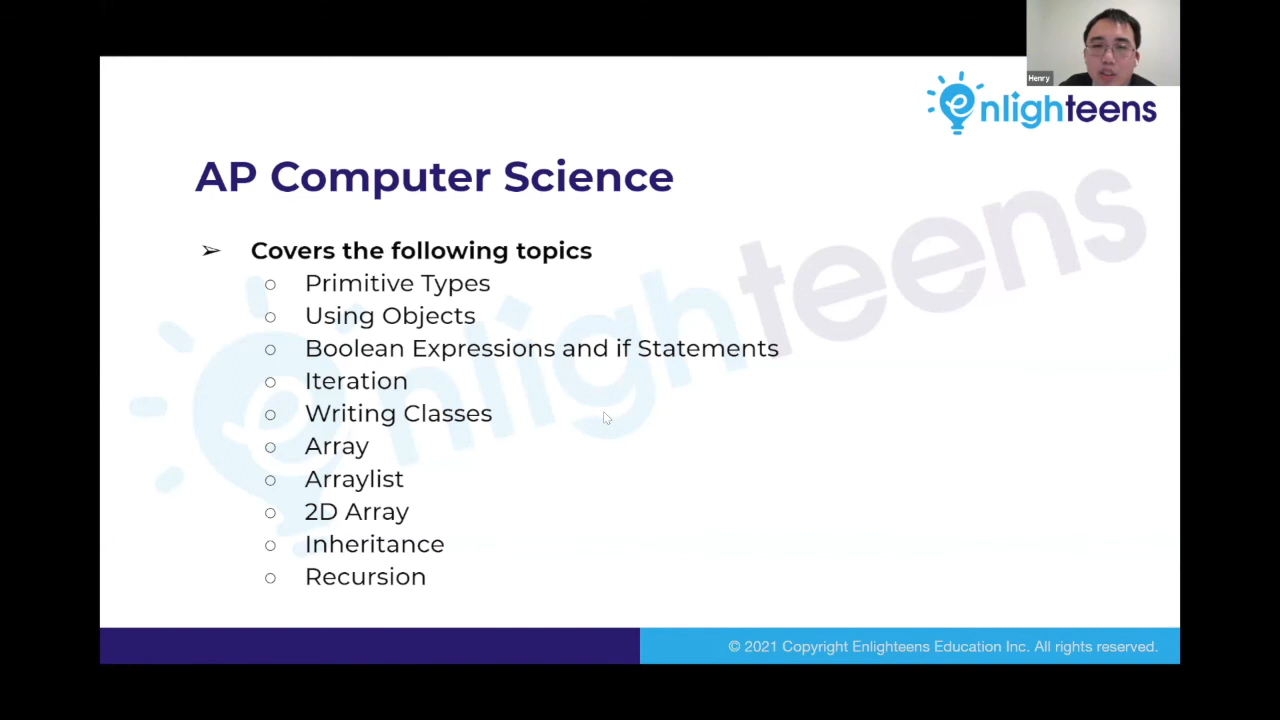 Henry
enlighteens
AP Computer Science
➢ Covers the following topics
○ Primitive Types
○ Using Objects
○ Boolean Expressions and if Statements
○ Iteration
○ Writing Classes
○ Array
○ Arraylist
○ 2D Array
○ Inheritance
○ Recursion
enlighteens
© 2021 Copyright Enlighteens Education Inc. All rights reserved.